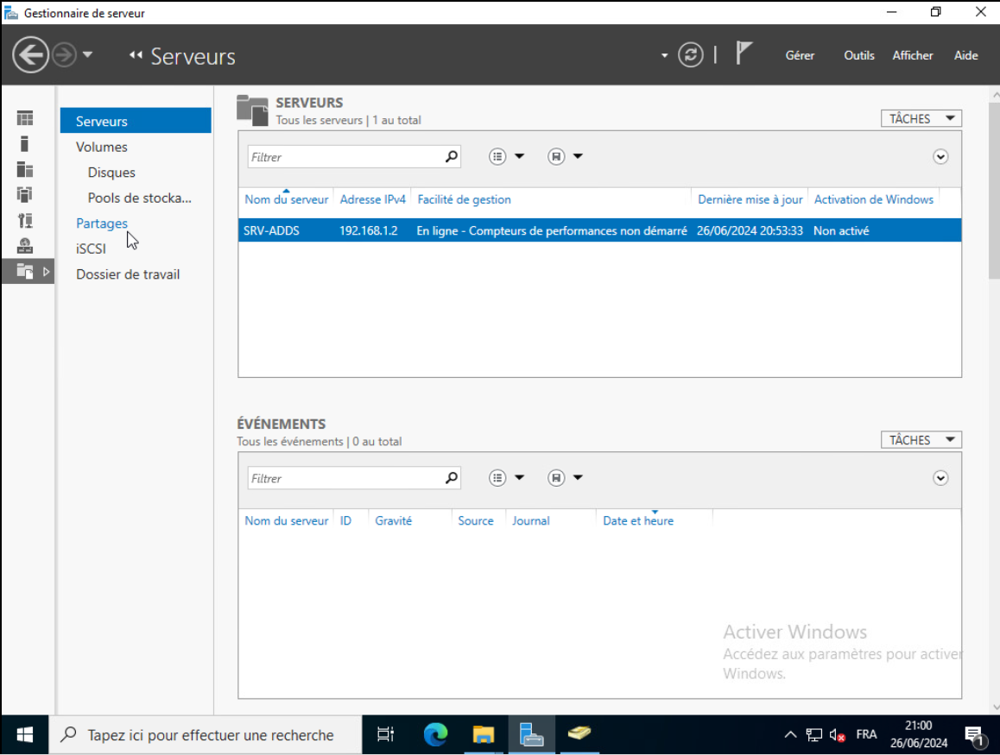 Gestionnaire de serveur
Serveurs
Gérer Outils Afficher Aide
Serveurs
Volumes
Disques
Pools de stocka...
Partages
iSCSI
Dossier de travail
SERVEURS
Tous les serveurs | 1 au total
TÂCHES
Filtrer
Nom du serveur Adresse IPv4 Facilité de gestion Dernière mise à jour Activation de Windows
SRV-ADDS 192.168.1.2 En ligne - Compteurs de performances non démarré 26/06/2024 20:53:33 Non activé
ÉVÉNEMENTS
Tous les événements | 0 au total
TÂCHES
Filtrer
Nom du serveur ID Gravité Source Journal Date et heure
Activer Windows
Accédez aux paramètres pour activer
Windows.
Tapez ici pour effectuer une recherche
FRA
21:00
26/06/2024
1